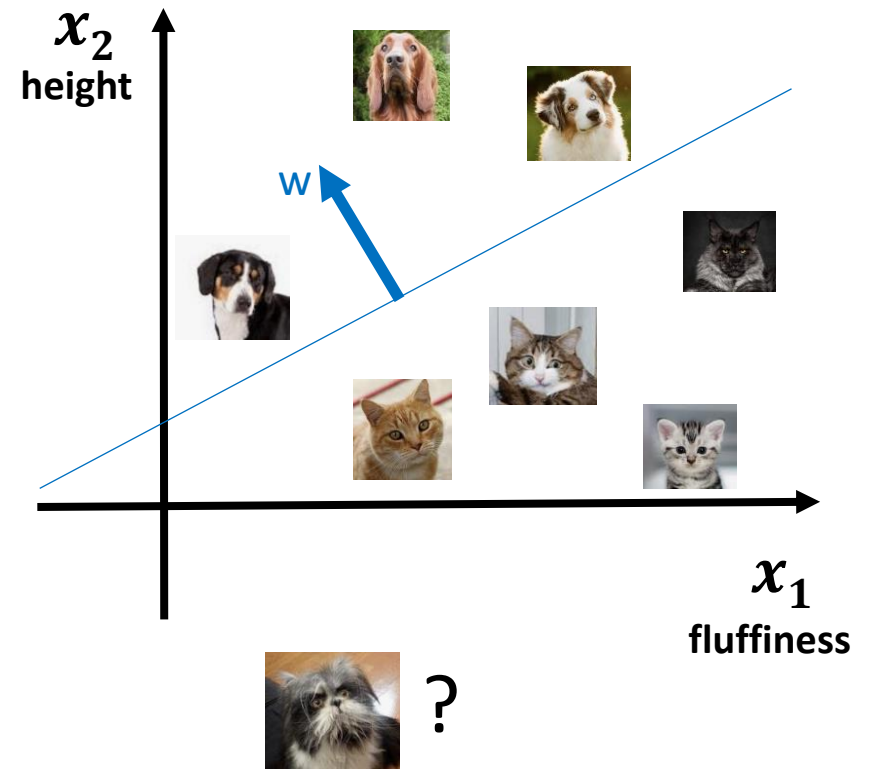 x₂
height
w
x₁
fluffiness
?